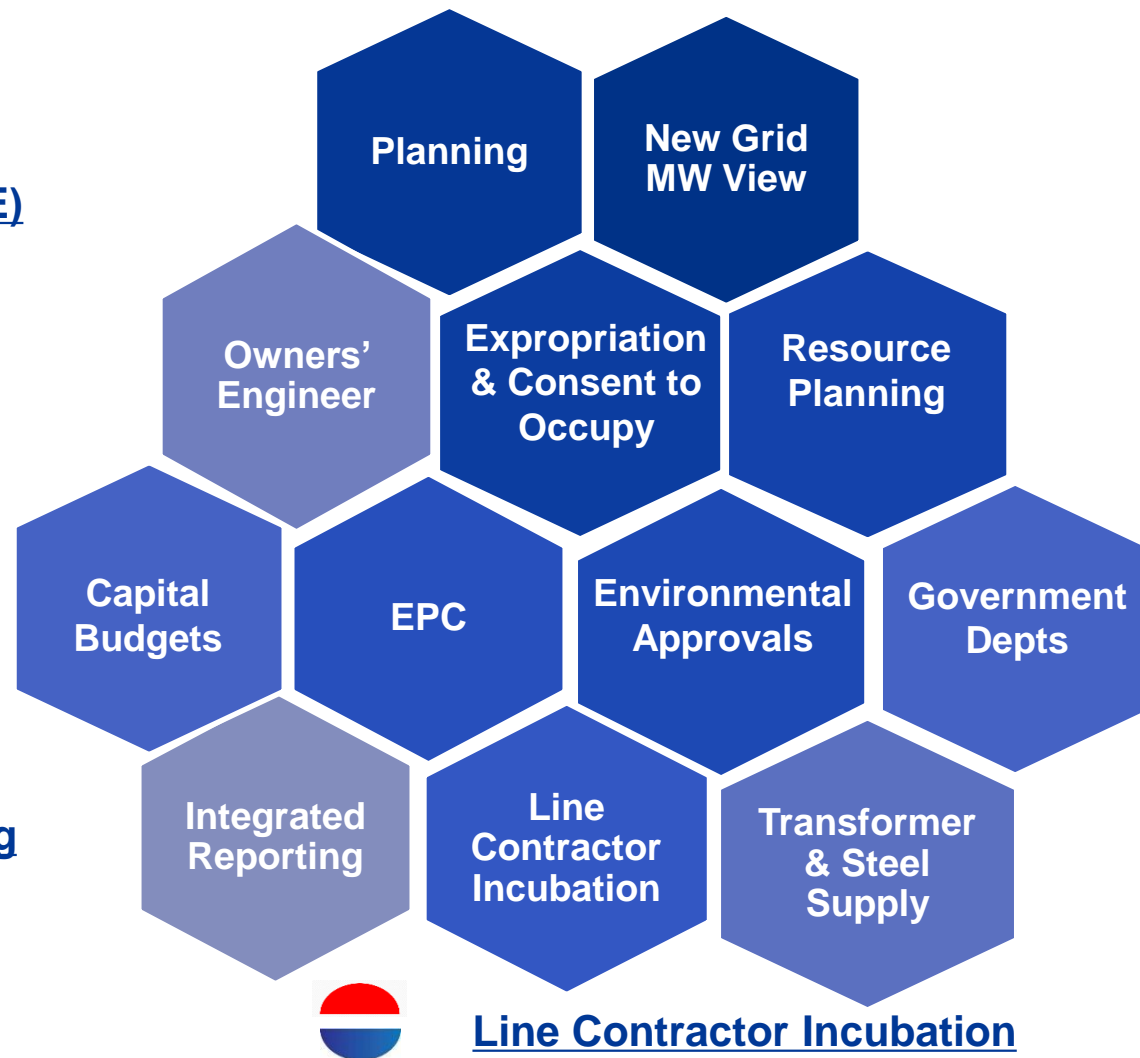 Planning
New Grid
MW View
E)
Owners’
Engineer
Expropriation
& Consent to
Occupy
Resource
Planning
Capital
Budgets
EPC
Environmental
Approvals
Government
Depts
Integrated
Reporting
g
Line
Contractor
Incubation
Transformer
& Steel
Supply
Line Contractor Incubation